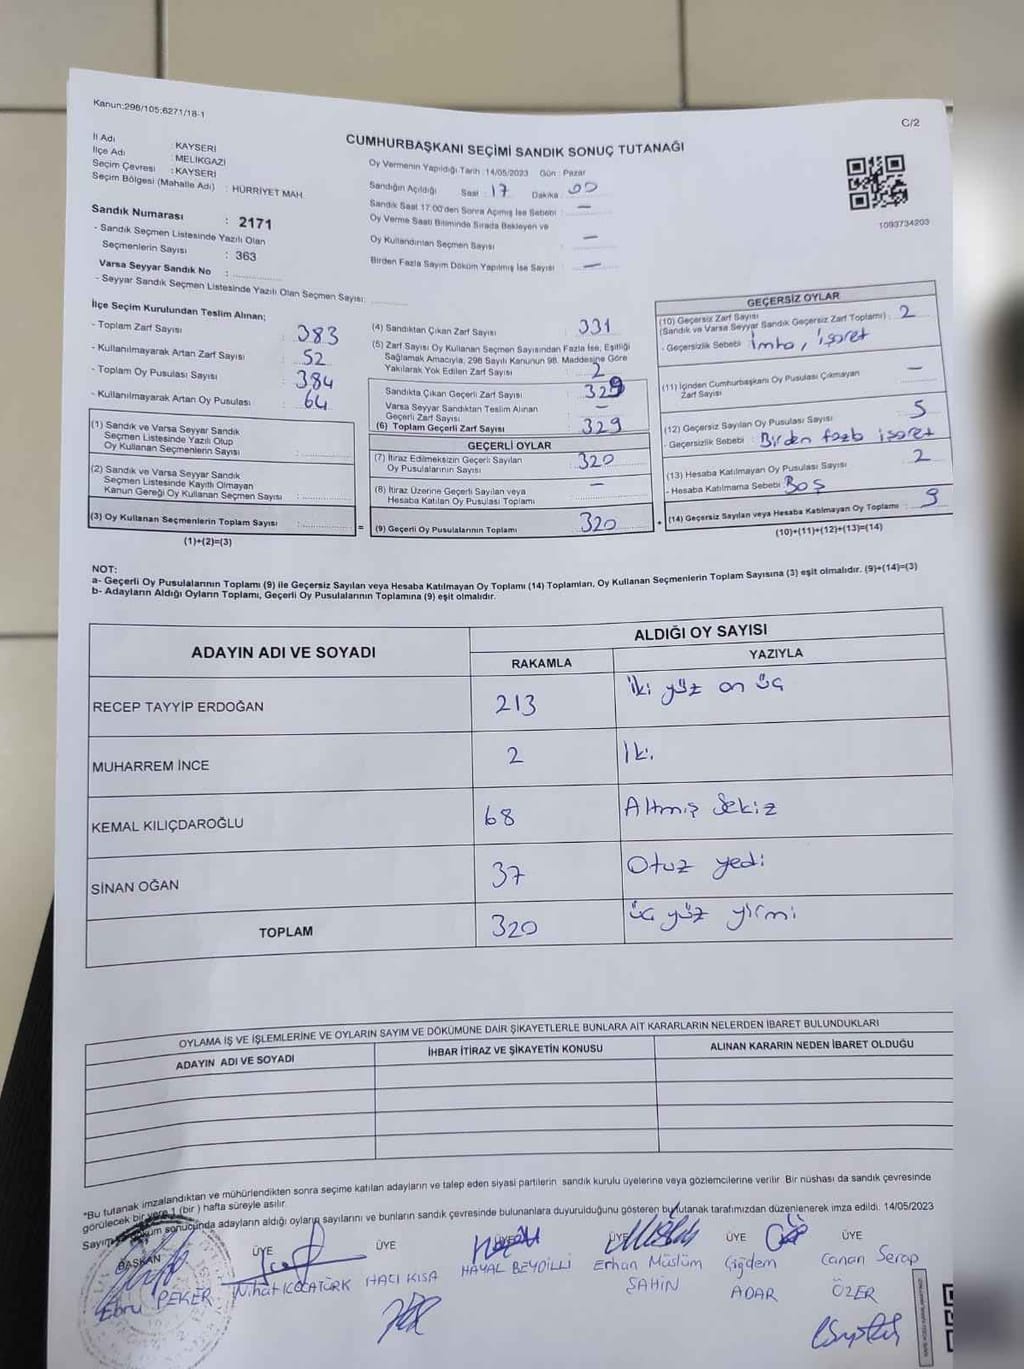 Kanun:298/105;6271/18-1
C/2
İl Adı : KAYSERİ
İlçe Adı : MELİKGAZİ
Seçim Çevresi : KAYSERİ
Seçim Bölgesi (Mahalle Adı) : HÜRRİYET MAH.
CUMHURBAŞKANI SEÇİMİ SANDIK SONUÇ TUTANAĞI
Oy Vermenin Yapıldığı Tarih :14/05/2023 Gün : Pazar
Sandığın Açıldığı Saat : 17 Dakika : 00
Sandık Saat 17:00'den Sonra Açımış İse Sebebi : —
Oy Verme Saati Bitiminde Sırada Bekleyen ve
Oy Kullandırılan Seçmen Sayısı : —
Birden Fazla Sayım Döküm Yapılmış İse Sayısı : —
1093734203
Sandık Numarası : 2171
- Sandık Seçmen Listesinde Yazılı Olan
Seçmenlerin Sayısı : 363
Varsa Seyyar Sandık No :
- Seyyar Sandık Seçmen Listesinde Yazılı Olan Seçmen Sayısı:
İlçe Seçim Kurulundan Teslim Alınan;
- Toplam Zarf Sayısı : 383
- Kullanılmayarak Artan Zarf Sayısı : 52
- Toplam Oy Pusulası Sayısı : 384
- Kullanılmayarak Artan Oy Pusulası : 64
(1) Sandık ve Varsa Seyyar Sandık
Seçmen Listesinde Yazılı Olup
Oy Kullanan Seçmenlerin Sayısı :
(2) Sandık ve Varsa Seyyar Sandık
Seçmen Listesinde Kayıtlı Olmayan
Kanun Gereği Oy Kullanan Seçmen Sayısı :
(3) Oy Kullanan Seçmenlerin Toplam Sayısı :
(1)+(2)=(3)
=
(4) Sandıktan Çıkan Zarf Sayısı : 331
(5) Zarf Sayısı Oy Kullanan Seçmen Sayısından Fazla İse, Eşitliği
Sağlamak Amacıyla, 298 Sayılı Kanunun 98. Maddesine Göre
Yakılarak Yok Edilen Zarf Sayısı : 2
Sandıkta Çıkan Geçerli Zarf Sayısı : 329
Varsa Seyyar Sandıktan Teslim Alınan
Geçerli Zarf Sayısı : —
(6) Toplam Geçerli Zarf Sayısı : 329
GEÇERLİ OYLAR
(7) İtiraz Edilmeksizin Geçerli Sayılan
Oy Pusulalarının Sayısı : 320
(8) İtiraz Üzerine Geçerli Sayılan veya
Hesaba Katılan Oy Pusulası Toplamı : —
(9) Geçerli Oy Pusulalarının Toplamı : 320
+
GEÇERSİZ OYLAR
(10) Geçersiz Zarf Sayısı
(Sandık ve Varsa Seyyar Sandık Geçersiz Zarf Toplamı) : 2
- Geçersizlik Sebebi : İmha, işaret
(11) İçinden Cumhurbaşkanı Oy Pusulası Çıkmayan
Zarf Sayısı : —
(12) Geçersiz Sayılan Oy Pusulası Sayısı : 5
- Geçersizlik Sebebi : Birden fazla işaret
(13) Hesaba Katılmayan Oy Pusulası Sayısı : 2
- Hesaba Katılmama Sebebi : Boş
(14) Geçersiz Sayılan veya Hesaba Katılmayan Oy Toplamı : 9
(10)+(11)+(12)+(13)=(14)
NOT:
a- Geçerli Oy Pusulalarının Toplamı (9) ile Geçersiz Sayılan veya Hesaba Katılmayan Oy Toplamı (14) Toplamları, Oy Kullanan Seçmenlerin Toplam Sayısına (3) eşit olmalıdır. (9)+(14)=(3)
b- Adayların Aldığı Oyların Toplamı, Geçerli Oy Pusulalarının Toplamına (9) eşit olmalıdır.
ADAYIN ADI VE SOYADI
ALDIĞI OY SAYISI
RAKAMLA YAZIYLA
RECEP TAYYİP ERDOĞAN 213 İki yüz on üç
MUHARREM İNCE 2 İki.
KEMAL KILIÇDAROĞLU 68 Altmış Sekiz
SİNAN OĞAN 37 Otuz yedi
TOPLAM 320 üç yüz yirmi
OYLAMA İŞ VE İŞLEMLERİNE VE OYLARIN SAYIM VE DÖKÜMÜNE DAİR ŞİKAYETLERLE BUNLARA AİT KARARLARIN NELERDEN İBARET BULUNDUKLARI
ADAYIN ADI VE SOYADI İHBAR İTİRAZ VE ŞİKAYETİN KONUSU ALINAN KARARIN NEDEN İBARET OLDUĞU
*Bu tutanak imzalandıktan ve mühürlendikten sonra seçime katılan adayların ve talep eden siyasi partilerin sandık kurulu üyelerine veya gözlemcilerine verilir. Bir nüshası da sandık çevresinde
görülecek bir yere 1 (bir) hafta süreyle asılır.
Sayım döküm sonucunda adayların aldığı oyların sayılarını ve bunların sandık çevresinde bulunanlara duyurulduğunu gösteren bu tutanak tarafımızdan düzenlenerek imza edildi. 14/05/2023
BAŞKAN ÜYE ÜYE ÜYE ÜYE ÜYE ÜYE
Ebru PEKER Nihat KOCATÜRK HACI KISA HAYAL BEYDİLLİ Erhan Müslüm ŞAHİN Çiğdem ADAR Canan Serap ÖZER